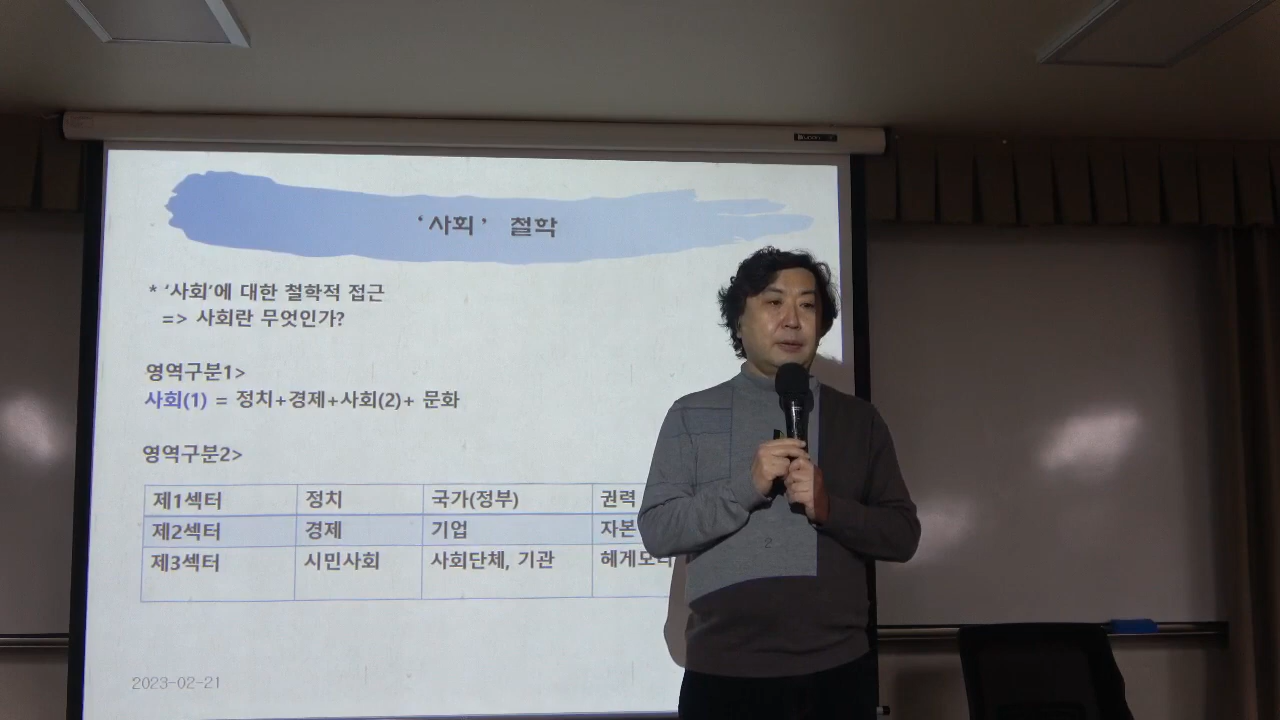 ‘사회’ 철학
* ‘사회’에 대한 철학적 접근
=> 사회란 무엇인가?
영역구분1>
사회(1) = 정치+경제+사회(2)+ 문화
영역구분2>
제1섹터 정치 국가(정부) 권력
제2섹터 경제 기업 자본
제3섹터 시민사회 사회단체, 기관
2
2023-02-21